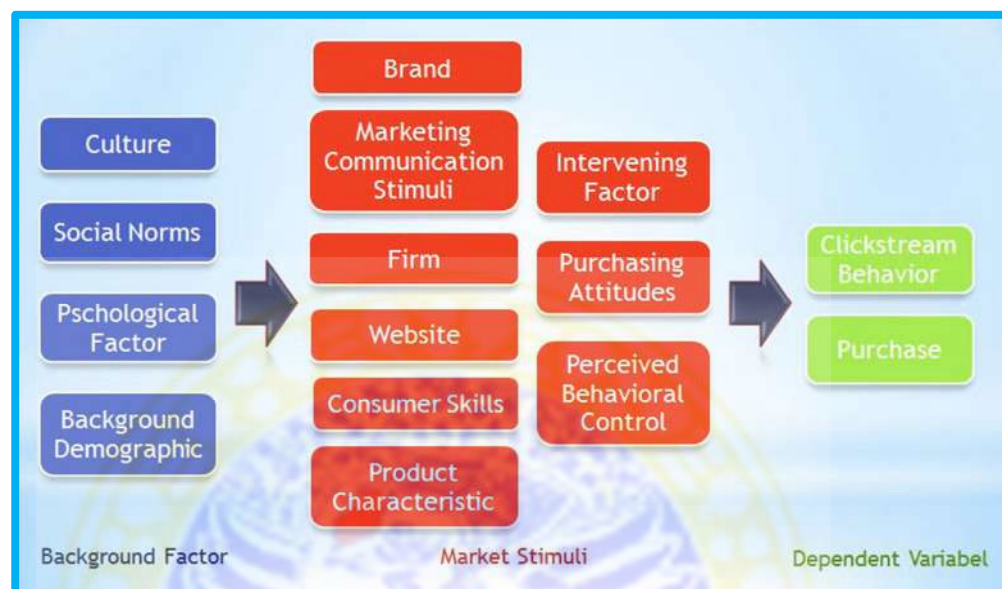 Culture
Social Norms
Pschological
Factor
Background
Demographic
Brand
Marketing
Communication
Stimuli
Firm
Website
Consumer Skills
Product
Characteristic
Intervening
Factor
Purchasing
Attitudes
Perceived
Behavioral
Control
Clickstream
Behavior
Purchase
Background Factor
Market Stimuli
Dependent Variabel